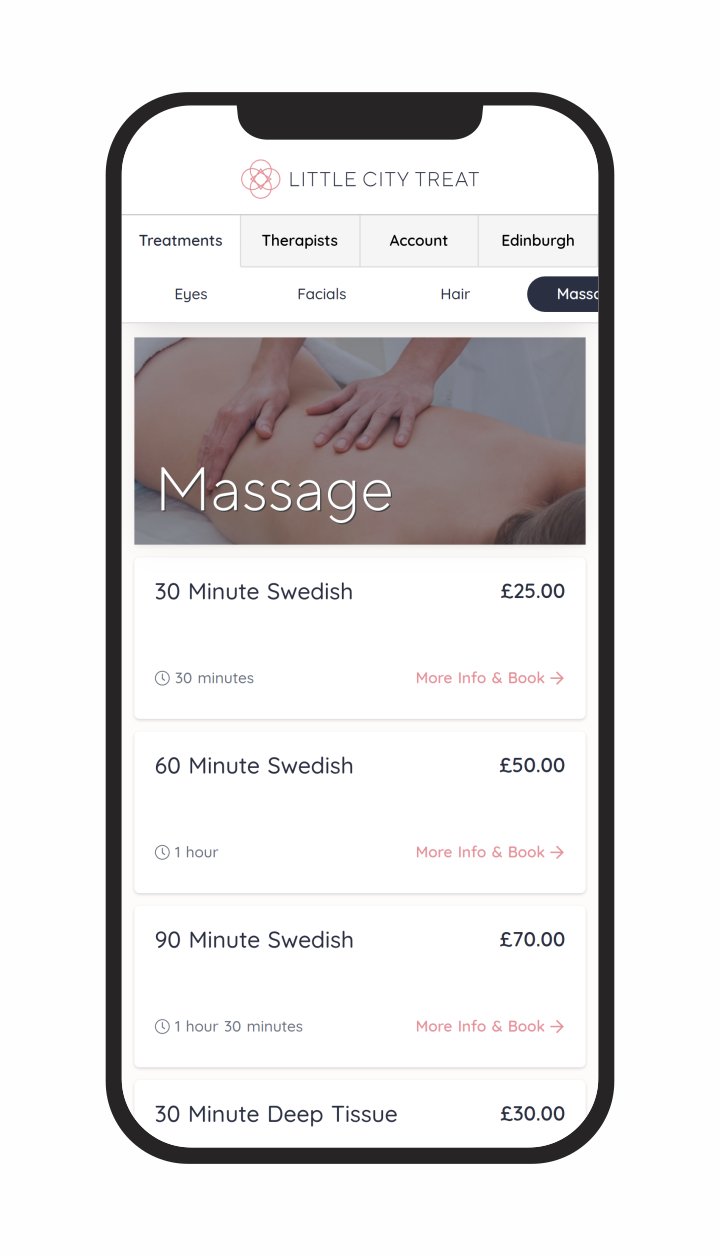 LITTLE CITY TREAT
Treatments Therapists Account Edinburgh
Eyes Facials Hair
Massage
30 Minute Swedish £25.00
30 minutes More Info & Book →
60 Minute Swedish £50.00
1 hour More Info & Book →
90 Minute Swedish £70.00
1 hour 30 minutes More Info & Book →
30 Minute Deep Tissue £30.00